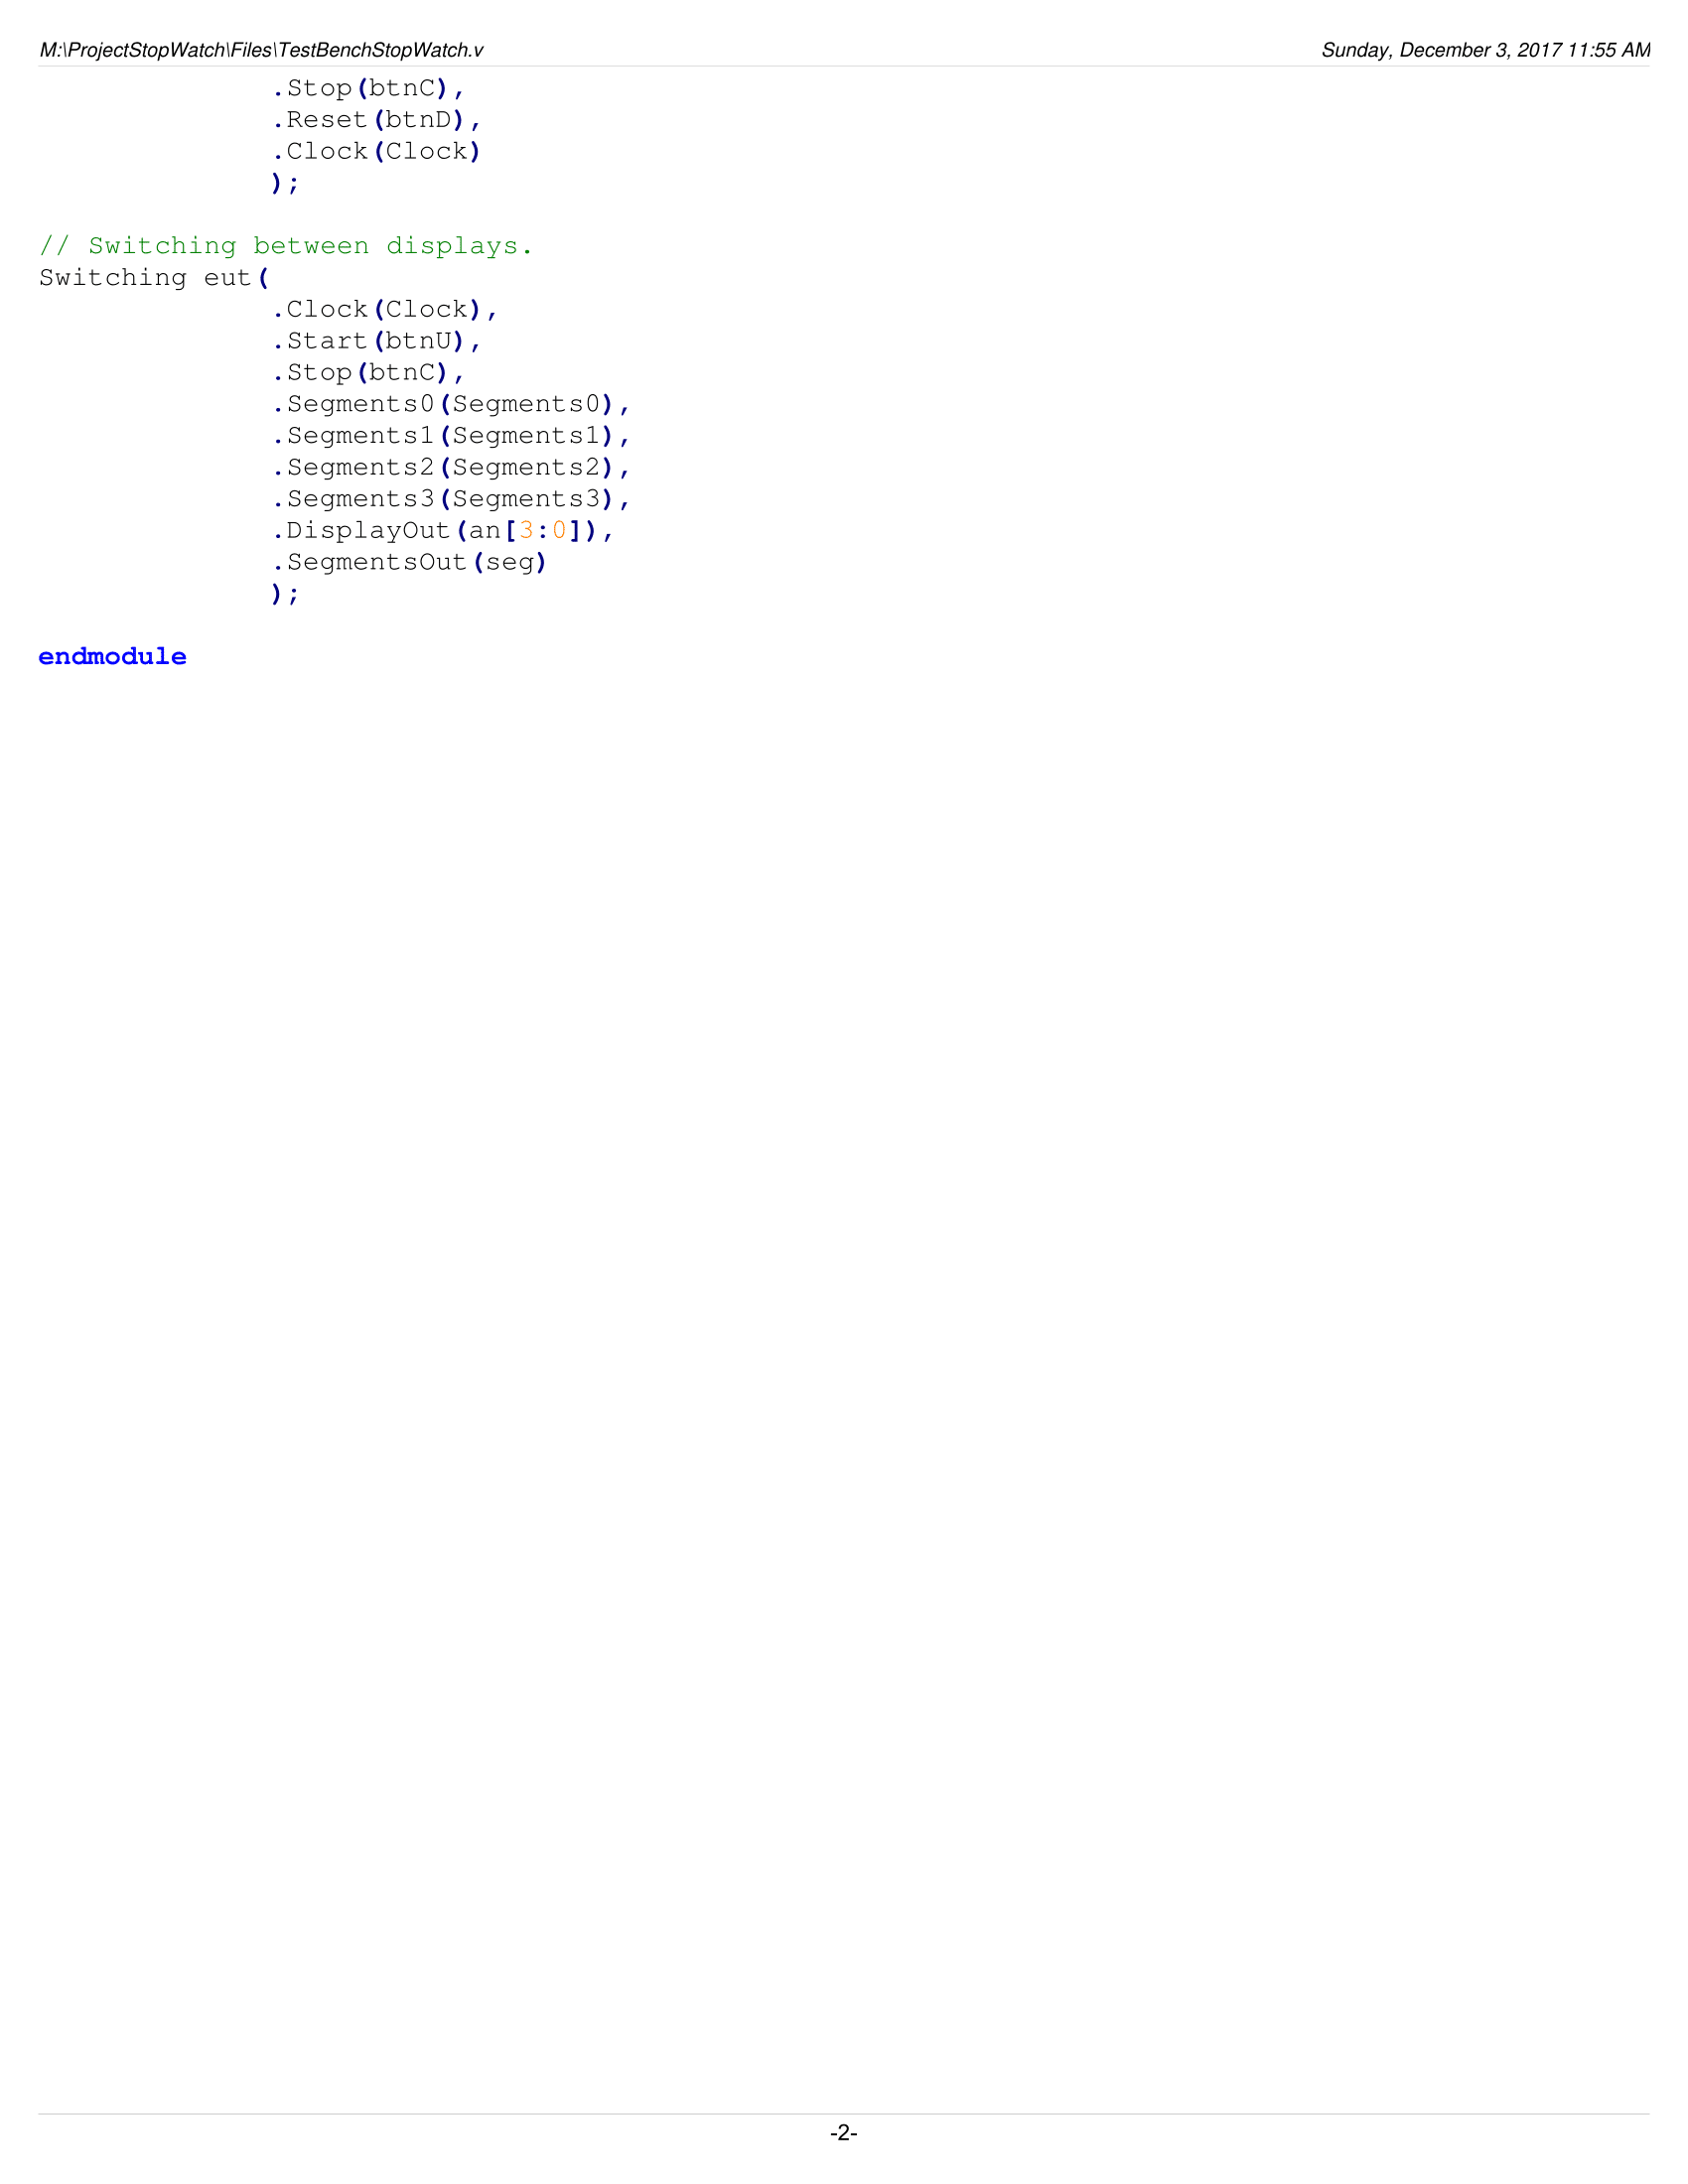 M:\ProjectStopWatch\Files\TestBenchStopWatch.v Sunday, December 3, 2017 11:55 AM
.Stop(btnC),
.Reset(btnD),
.Clock(Clock)
);
// Switching between displays.
Switching eut(
.Clock(Clock),
.Start(btnU),
.Stop(btnC),
.Segments0(Segments0),
.Segments1(Segments1),
.Segments2(Segments2),
.Segments3(Segments3),
.DisplayOut(an[3:0]),
.SegmentsOut(seg)
);
endmodule
-2-